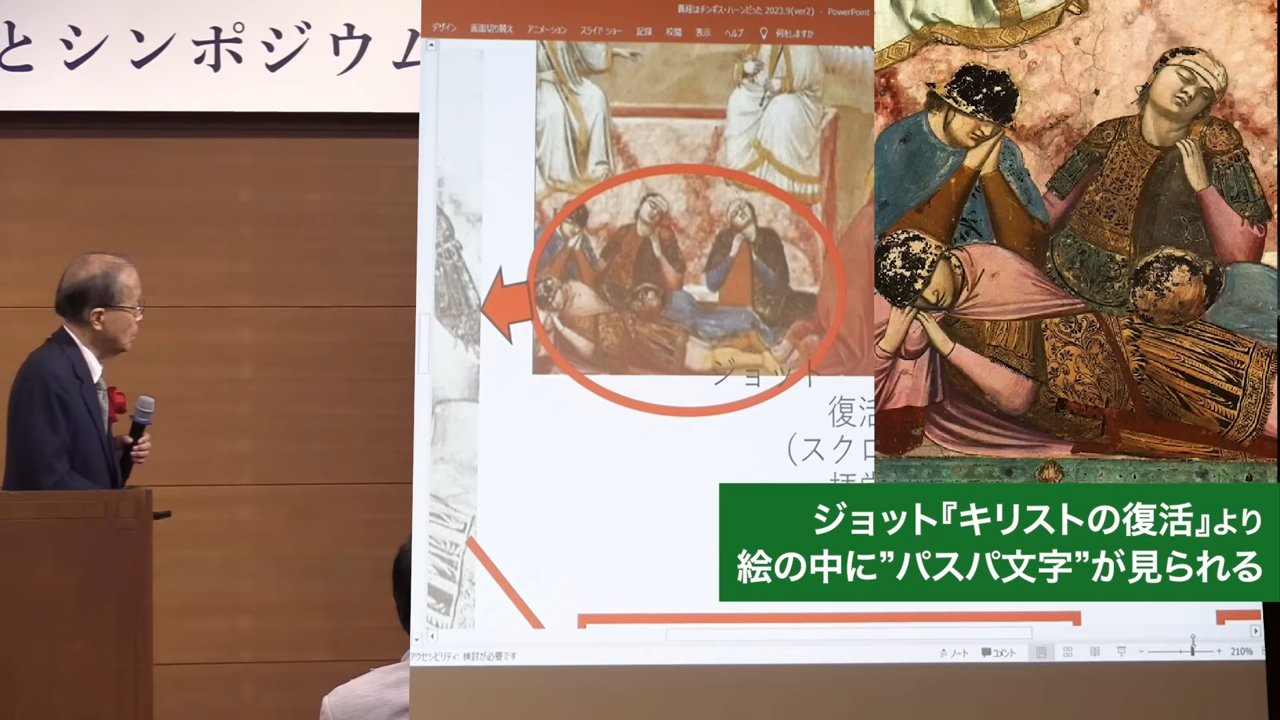 とシンポジウム
義経はチンギス・ハーンだった 2023.9(ver2) - PowerPoint
デザイン 画面切り替え アニメーション スライド ショー 記録 校閲 表示 ヘルプ 何をしますか
ジョット
復活
(スクロ
ジョット『キリストの復活』より
絵の中に”パスパ文字”が見られる
アクセシビリティ: 検討が必要です
ノート コメント
210%